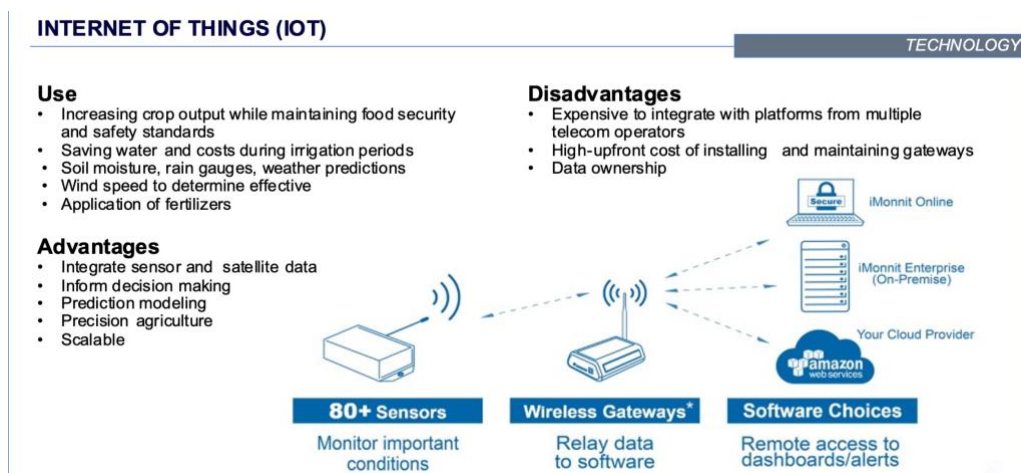 INTERNET OF THINGS (IOT)
TECHNOLOGY
Use
• Increasing crop output while maintaining food security
and safety standards
• Saving water and costs during irrigation periods
• Soil moisture, rain gauges, weather predictions
• Wind speed to determine effective
• Application of fertilizers
Advantages
• Integrate sensor and satellite data
• Inform decision making
• Prediction modeling
• Precision agriculture
• Scalable
Disadvantages
• Expensive to integrate with platforms from multiple
telecom operators
• High-upfront cost of installing and maintaining gateways
• Data ownership
Secure
iMonnit Online
iMonnit Enterprise
(On-Premise)
Your Cloud Provider
amazon
web services
80+ Sensors
Monitor important
conditions
Wireless Gateways*
Relay data
to software
Software Choices
Remote access to
dashboards/alerts